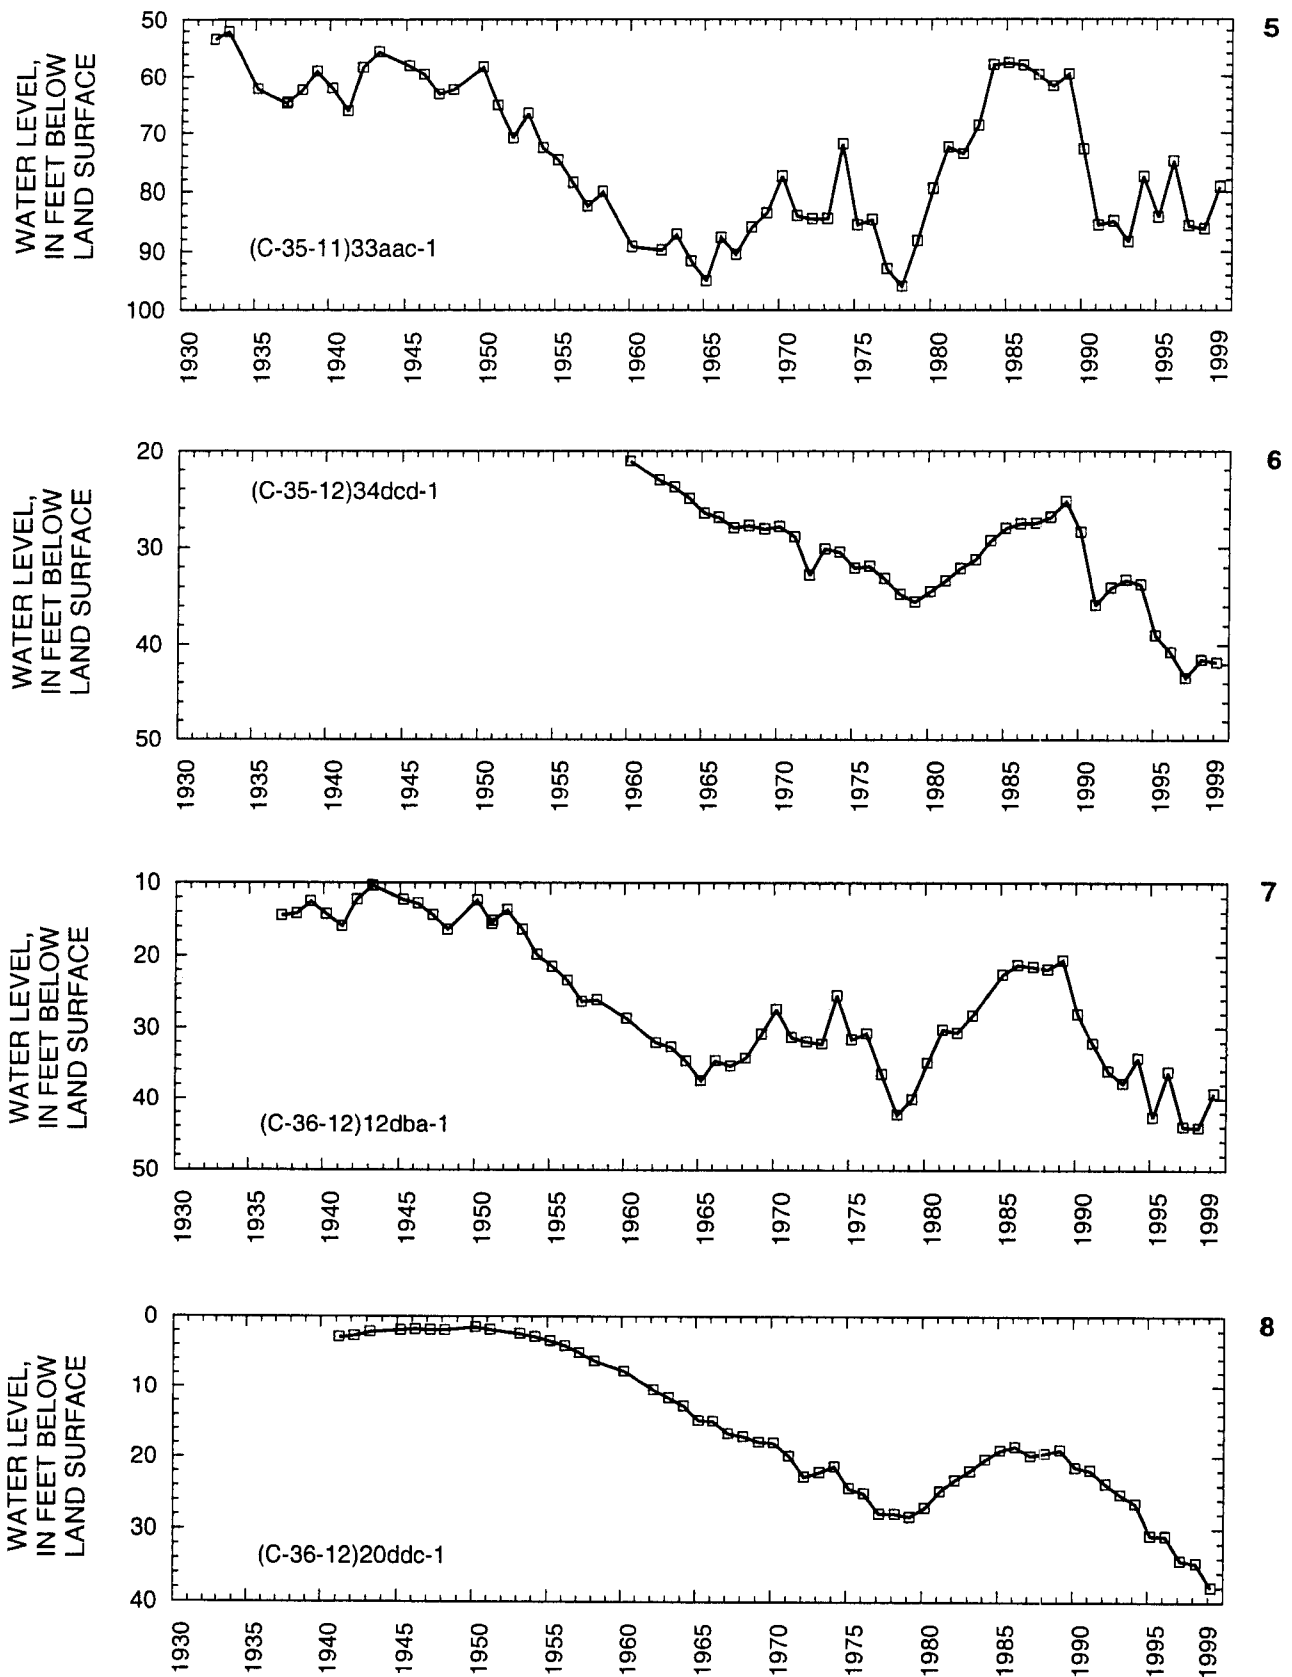 5
WATER LEVEL,
IN FEET BELOW
LAND SURFACE
50
60
70
80
90
100
(C-35-11)33aac-1
1930 1935 1940 1945 1950 1955 1960 1965 1970 1975 1980 1985 1990 1995 1999
6
WATER LEVEL,
IN FEET BELOW
LAND SURFACE
20
30
40
50
(C-35-12)34dcd-1
1930 1935 1940 1945 1950 1955 1960 1965 1970 1975 1980 1985 1990 1995 1999
7
WATER LEVEL,
IN FEET BELOW
LAND SURFACE
10
20
30
40
50
(C-36-12)12dba-1
1930 1935 1940 1945 1950 1955 1960 1965 1970 1975 1980 1985 1990 1995 1999
8
WATER LEVEL,
IN FEET BELOW
LAND SURFACE
0
10
20
30
40
(C-36-12)20ddc-1
1930 1935 1940 1945 1950 1955 1960 1965 1970 1975 1980 1985 1990 1995 1999